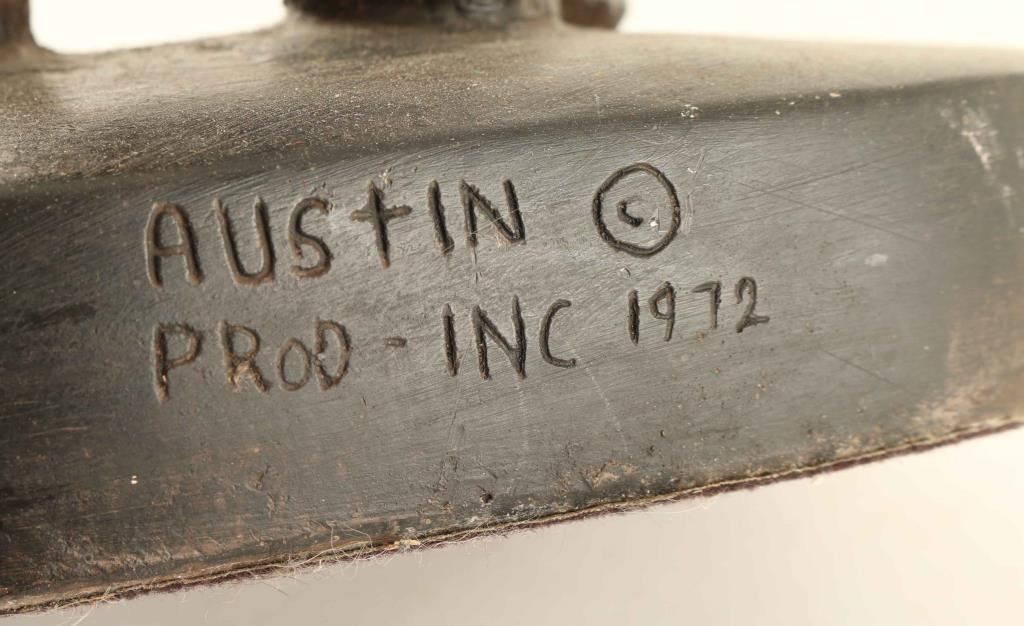 AUSTIN ©
PROD - INC 1972